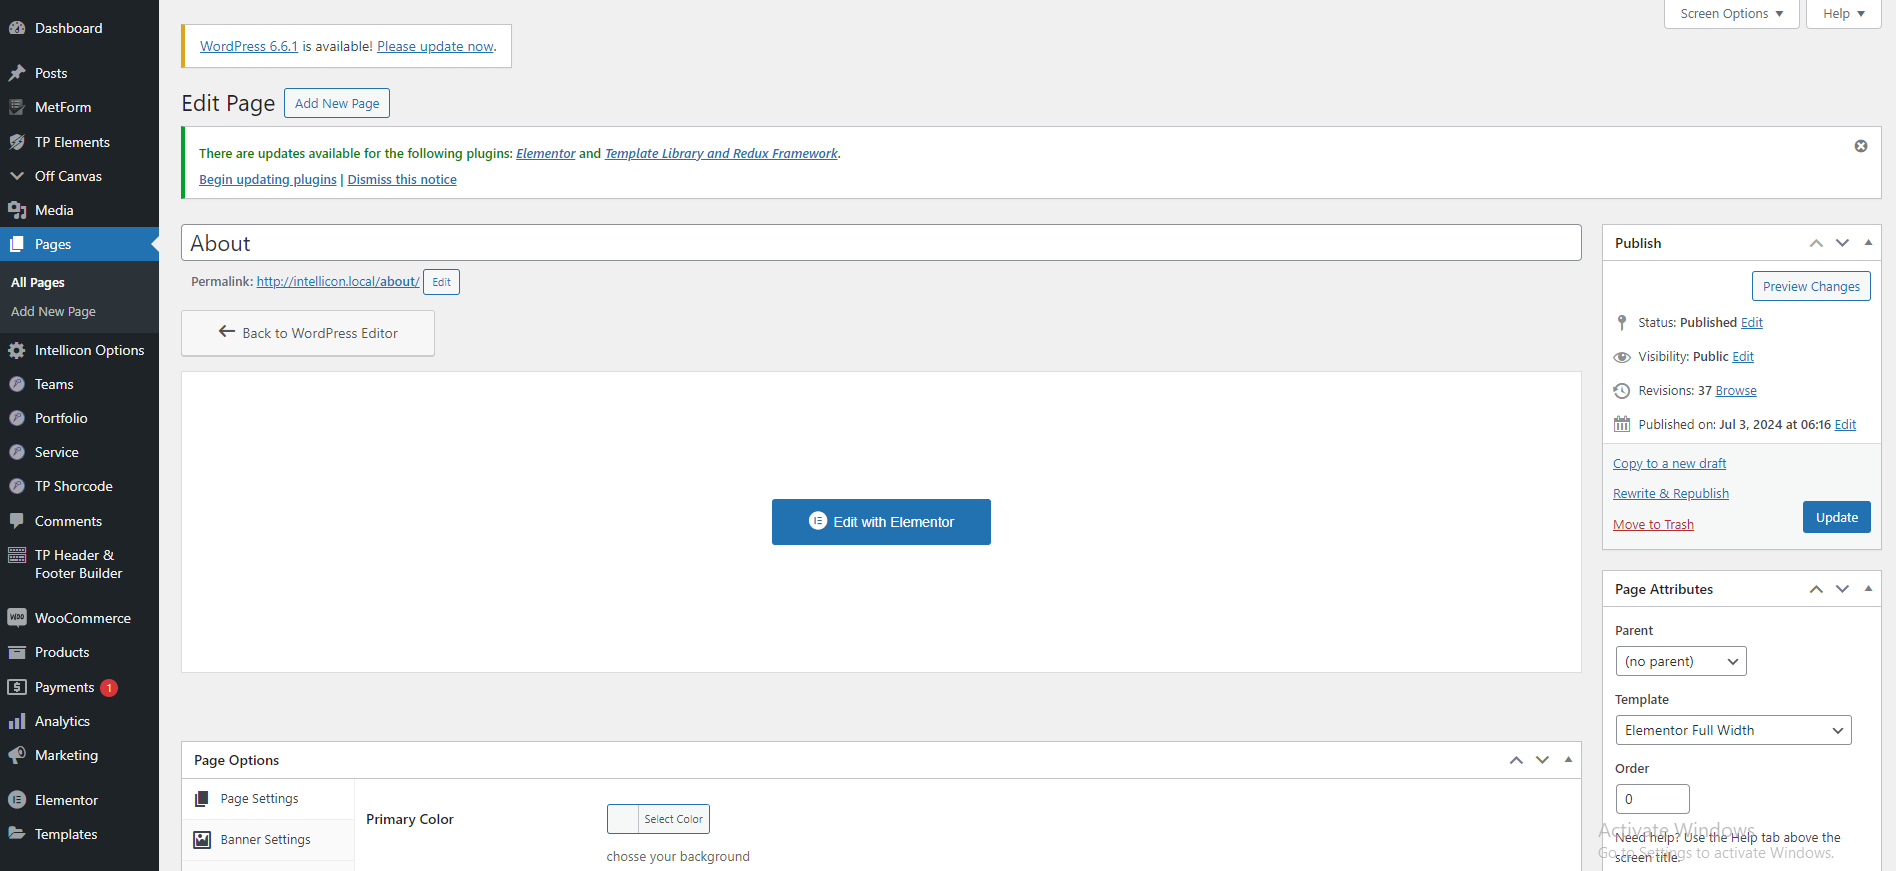 Screen Options
Help
WordPress 6.6.1 is available! Please update now.
Edit Page
Add New Page
There are updates available for the following plugins: Elementor and Template Library and Redux Framework.
Begin updating plugins | Dismiss this notice
Dashboard
Posts
MetForm
TP Elements
Off Canvas
Media
Pages
All Pages
Add New Page
Intellicon Options
Teams
Portfolio
Service
TP Shorcode
Comments
TP Header &
Footer Builder
WooCommerce
Products
Payments 1
Analytics
Marketing
Elementor
Templates
About
Permalink: http://intellicon.local/about/ Edit
Back to WordPress Editor
Edit with Elementor
Page Options
Page Settings
Banner Settings
Primary Color
Select Color
chosse your background
Publish
Preview Changes
Status: Published Edit
Visibility: Public Edit
Revisions: 37 Browse
Published on: Jul 3, 2024 at 06:16 Edit
Copy to a new draft
Rewrite & Republish
Move to Trash
Update
Page Attributes
Parent
(no parent)
Template
Elementor Full Width
Order
0
Need help? Use the Help tab above the
screen title.
Activate Windows
Go to Settings to activate Windows.